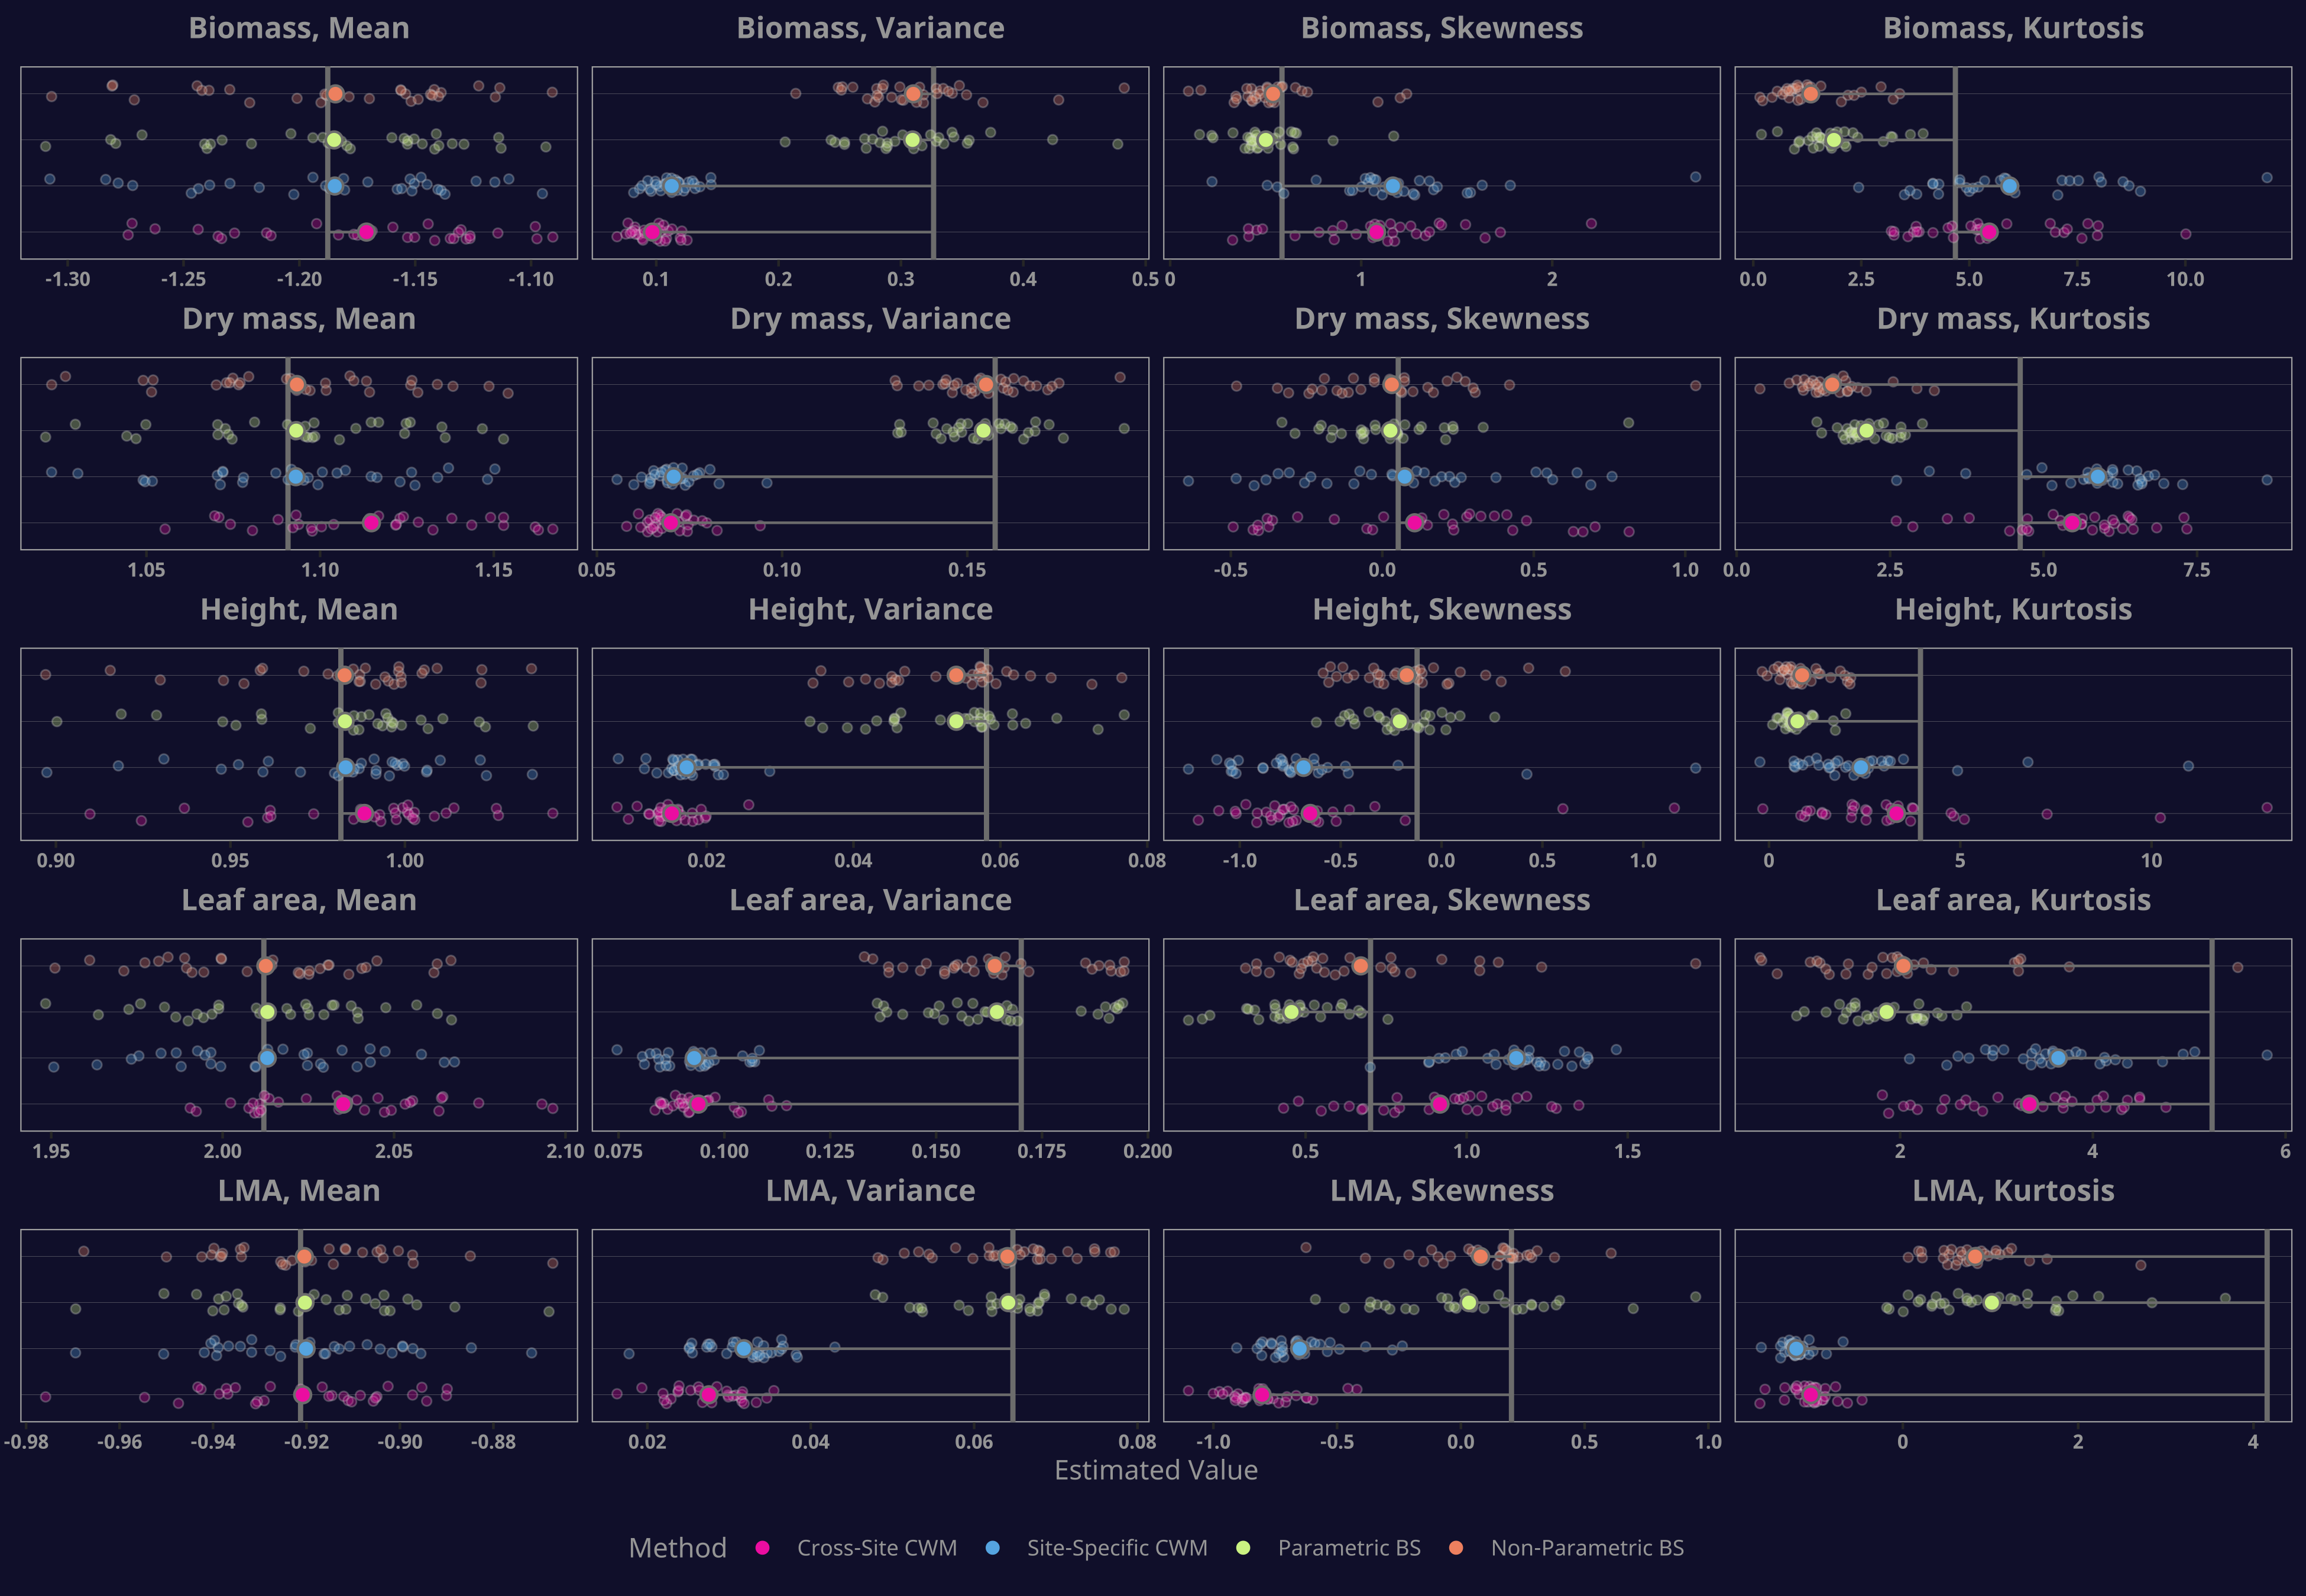 Biomass, Mean Biomass, Variance Biomass, Skewness Biomass, Kurtosis
-1.30 -1.25 -1.20 -1.15 -1.10 0.1 0.2 0.3 0.4 0.5 0 1 2 0.0 2.5 5.0 7.5 10.0
Dry mass, Mean Dry mass, Variance Dry mass, Skewness Dry mass, Kurtosis
1.05 1.10 1.15 0.05 0.10 0.15 -0.5 0.0 0.5 1.0 0.0 2.5 5.0 7.5
Height, Mean Height, Variance Height, Skewness Height, Kurtosis
0.90 0.95 1.00 0.02 0.04 0.06 0.08 -1.0 -0.5 0.0 0.5 1.0 0 5 10
Leaf area, Mean Leaf area, Variance Leaf area, Skewness Leaf area, Kurtosis
1.95 2.00 2.05 2.10 0.075 0.100 0.125 0.150 0.175 0.200 0.5 1.0 1.5 2 4 6
LMA, Mean LMA, Variance LMA, Skewness LMA, Kurtosis
-0.98 -0.96 -0.94 -0.92 -0.90 -0.88 0.02 0.04 0.06 0.08 -1.0 -0.5 0.0 0.5 1.0 0 2 4
Estimated Value
Method Cross-Site CWM Site-Specific CWM Parametric BS Non-Parametric BS